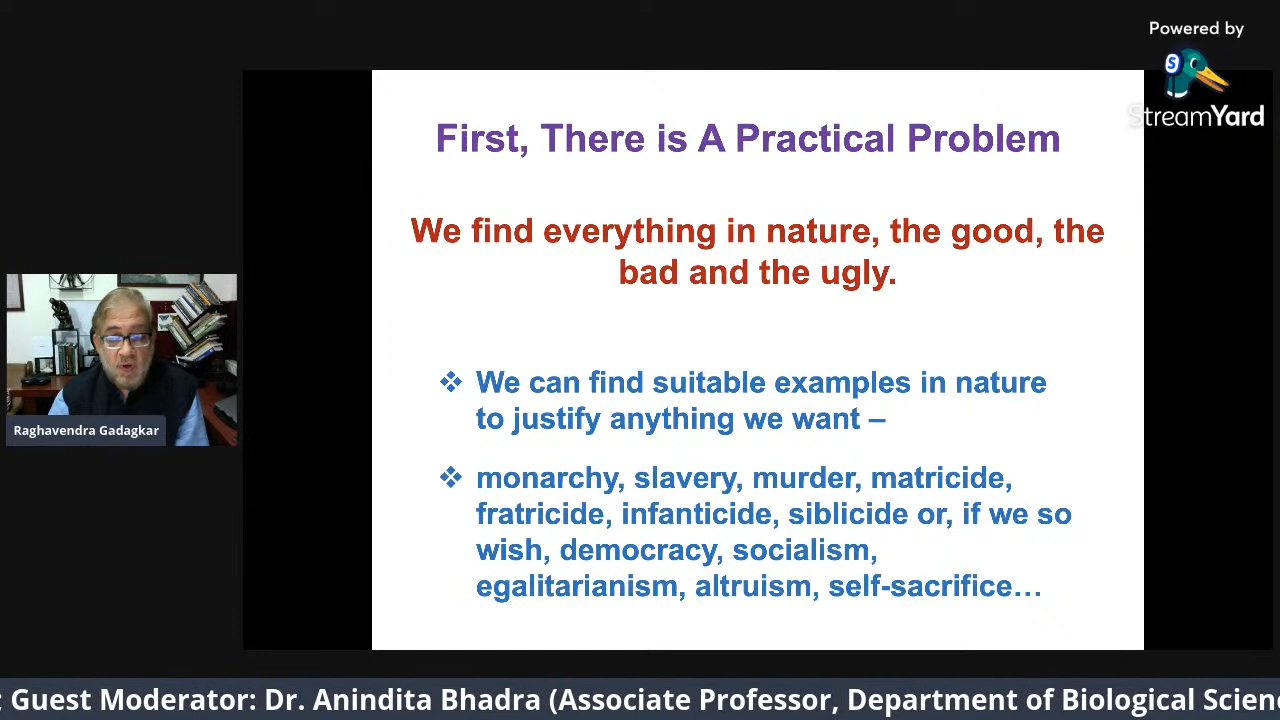 Powered by
StreamYard
First, There is A Practical Problem
We find everything in nature, the good, the
bad and the ugly.
❖ We can find suitable examples in nature
to justify anything we want –
❖ monarchy, slavery, murder, matricide,
fratricide, infanticide, siblicide or, if we so
wish, democracy, socialism,
egalitarianism, altruism, self-sacrifice…
Raghavendra Gadagkar
: Guest Moderator: Dr. Anindita Bhadra (Associate Professor, Department of Biological Scien